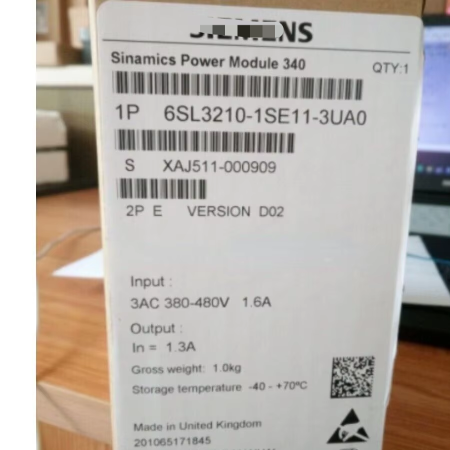 SIEMENS
Sinamics Power Module 340
QTY:1
1P 6SL3210-1SE11-3UA0
S XAJ511-000909
2P E VERSION D02
Input :
3AC 380-480V 1.6A
Output :
In = 1.3A
Gross weight: 1.0kg
Storage temperature -40 - +70ºC
Made in United Kingdom
201065171845